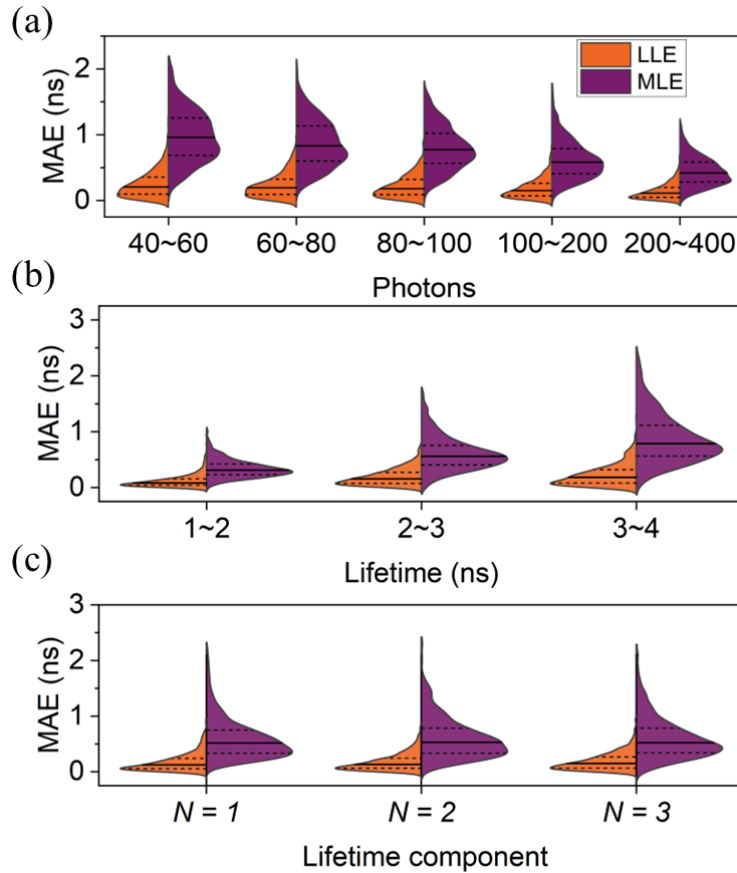 (a)
MAE (ns)
2
1
0
LLE
MLE
40~60 60~80 80~100 100~200 200~400
Photons
(b)
MAE (ns)
3
2
1
0
1~2 2~3 3~4
Lifetime (ns)
(c)
MAE (ns)
3
2
1
0
N = 1 N = 2 N = 3
Lifetime component